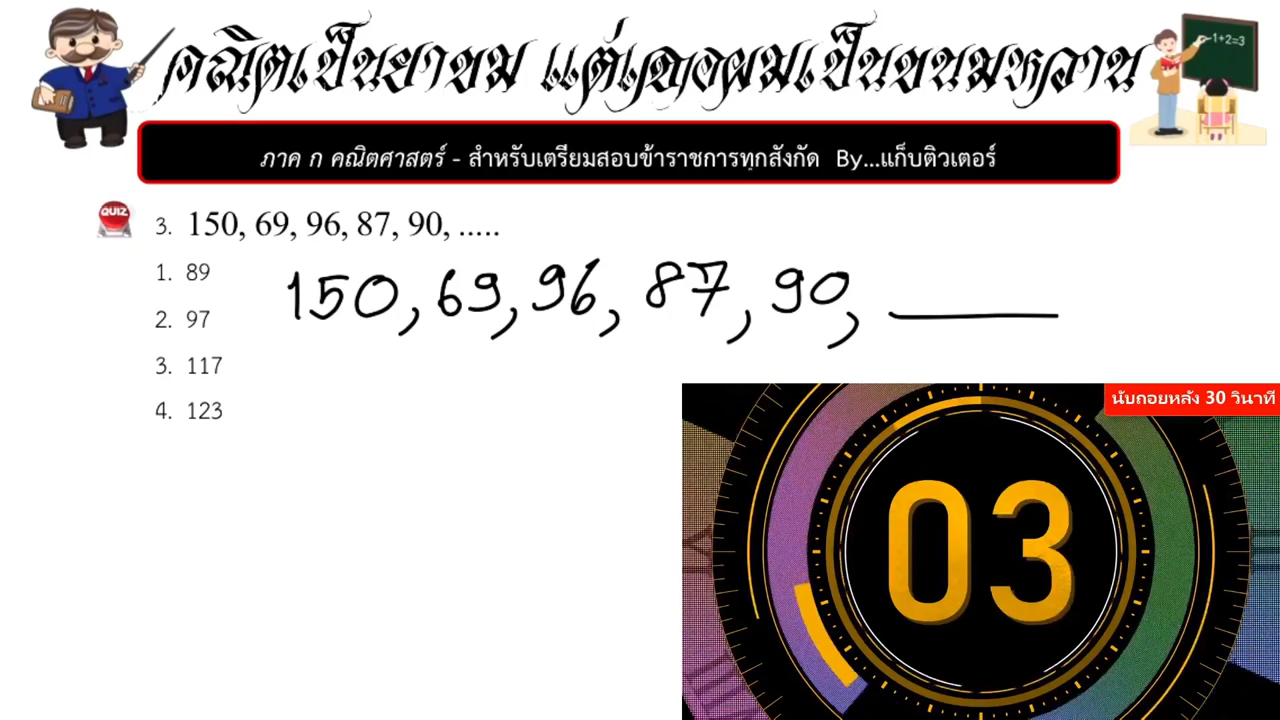 คณิตเป็นยาขม แต่เดอผมเป็นขนมหวาน
1+2=3
ภาค ก คณิตศาสตร์ - สำหรับเตรียมสอบข้าราชการทุกสังกัด By...แก็บติวเตอร์
QUIZ
3. 150, 69, 96, 87, 90, .....
1. 89
2. 97
3. 117
4. 123
150, 69, 96, 87, 90, ______
นับถอยหลัง 30 วินาที
03